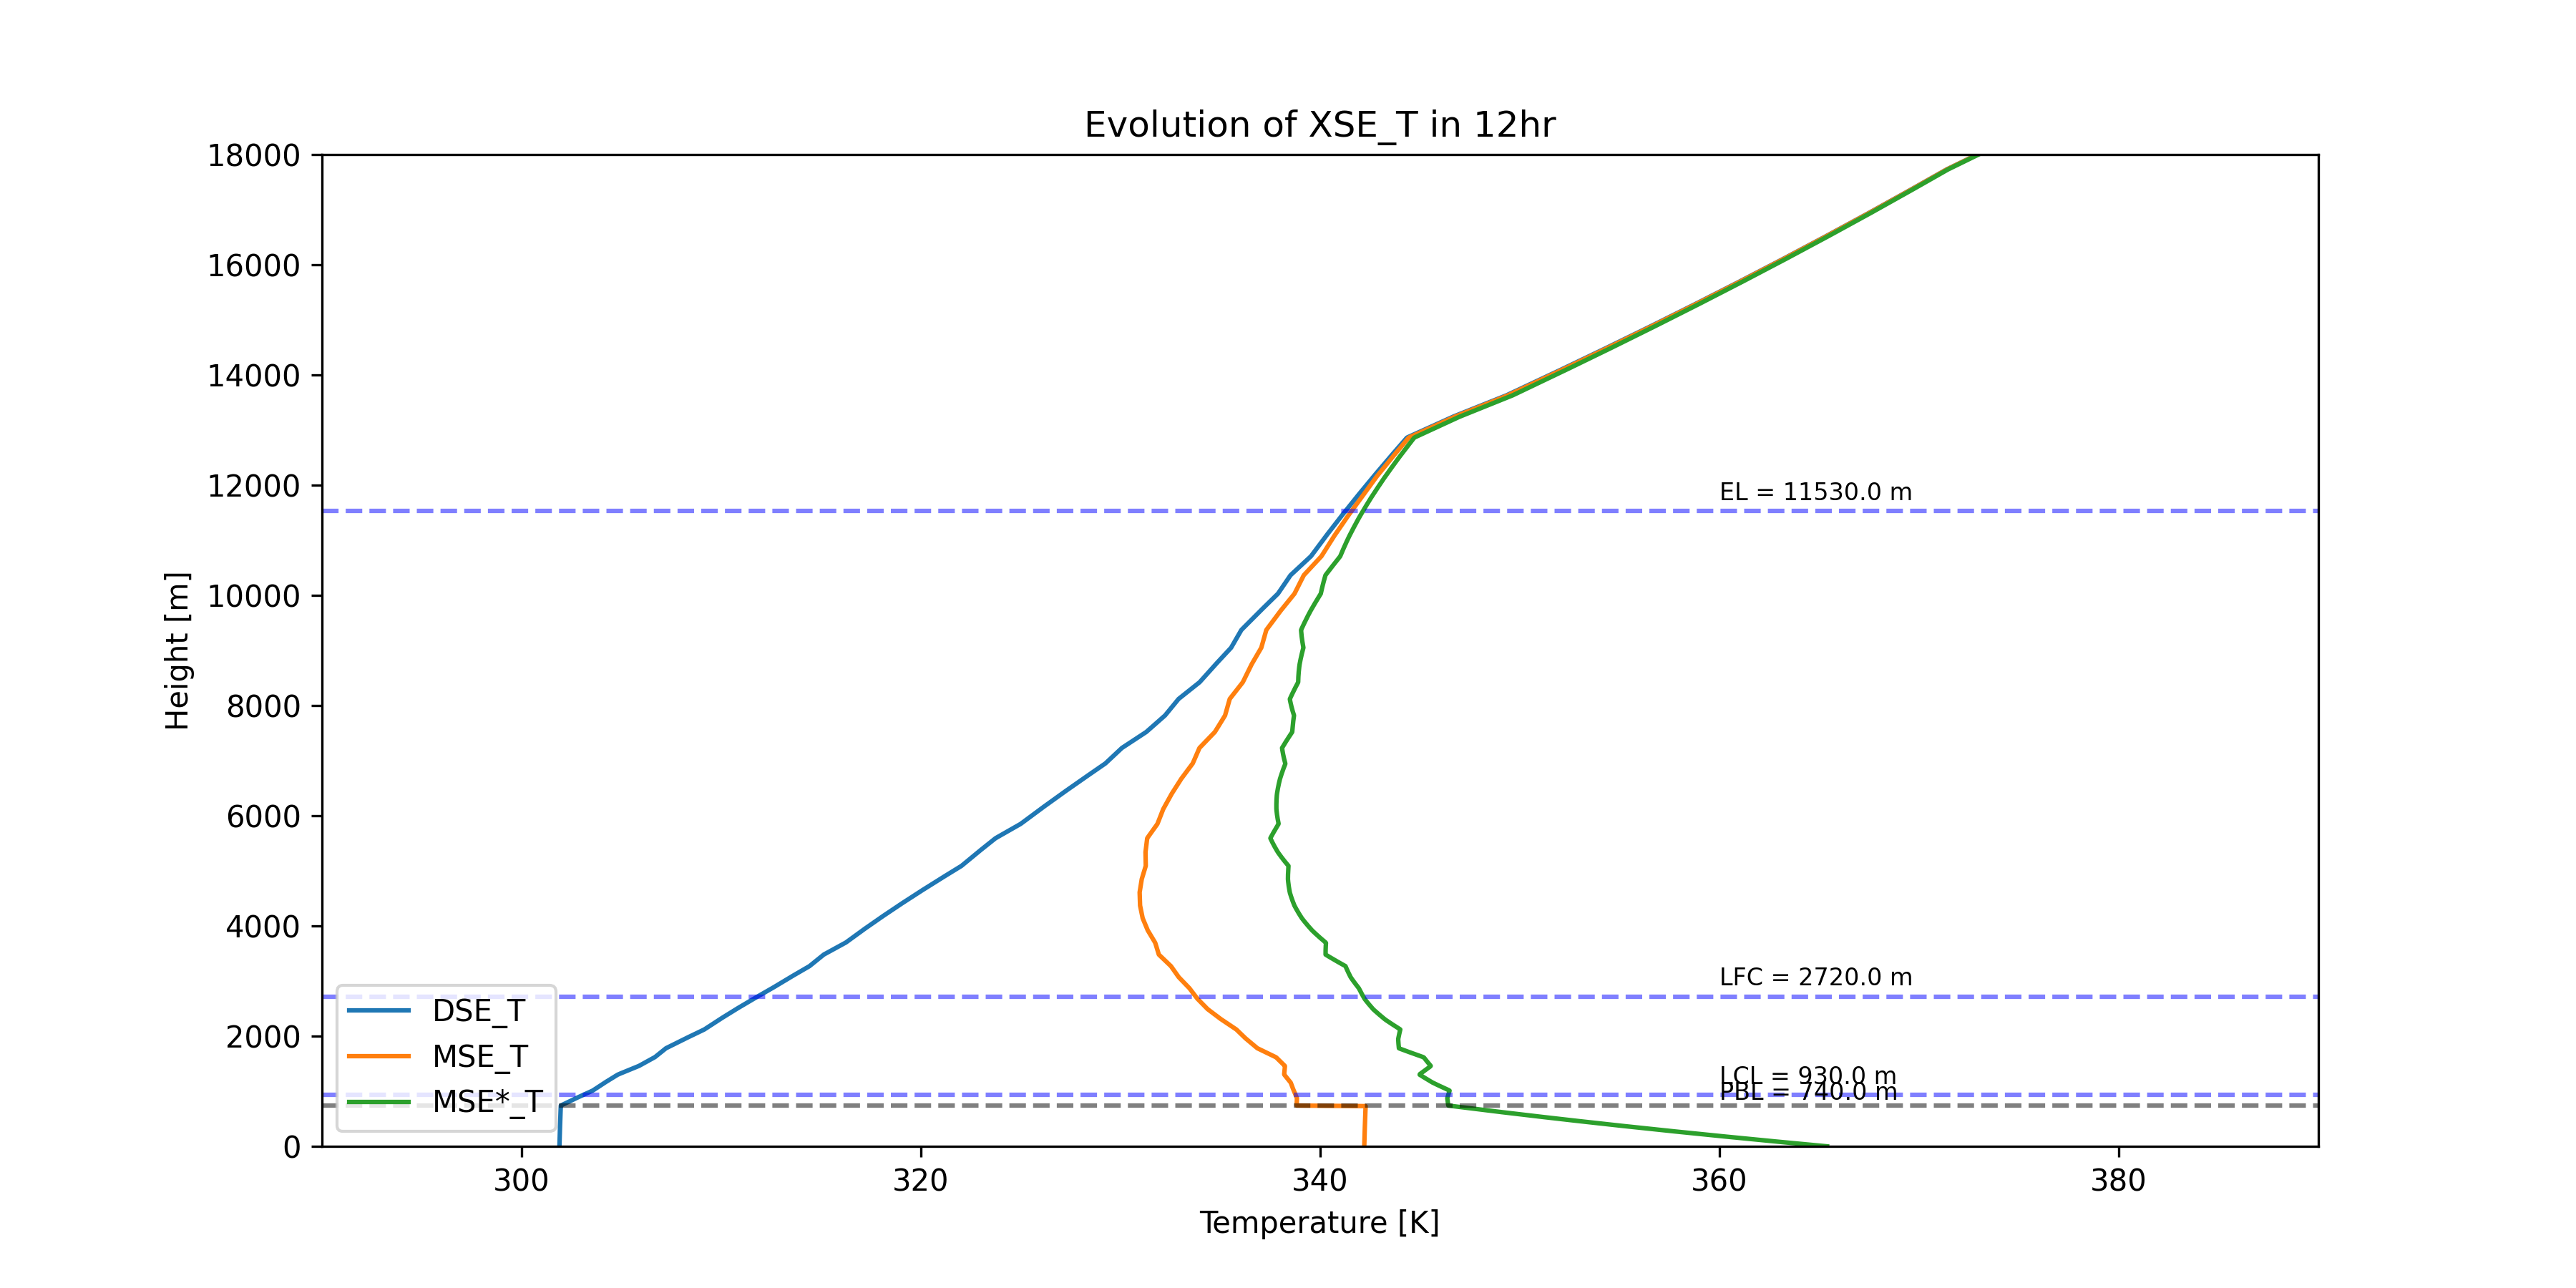 Evolution of XSE_T in 12hr
18000
16000
14000
12000
10000
8000
6000
4000
2000
0
Height [m]
EL = 11530.0 m
LFC = 2720.0 m
LCL = 930.0 m
PBL = 740.0 m
DSE_T
MSE_T
MSE*_T
300
320
340
360
380
Temperature [K]